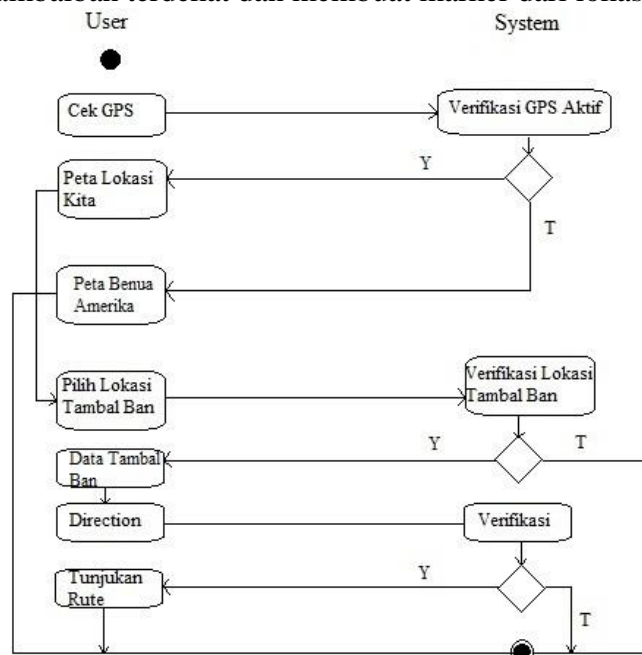 User System
Cek GPS
Verifikasi GPS Aktif
Y
Peta Lokasi
Kita
T
Peta Benua
Amerika
Pilih Lokasi
Tambal Ban
Verifikasi Lokasi
Tambal Ban
Y
T
Data Tambal
Ban
Direction
Verifikasi
Tunjukan
Rute
Y
T